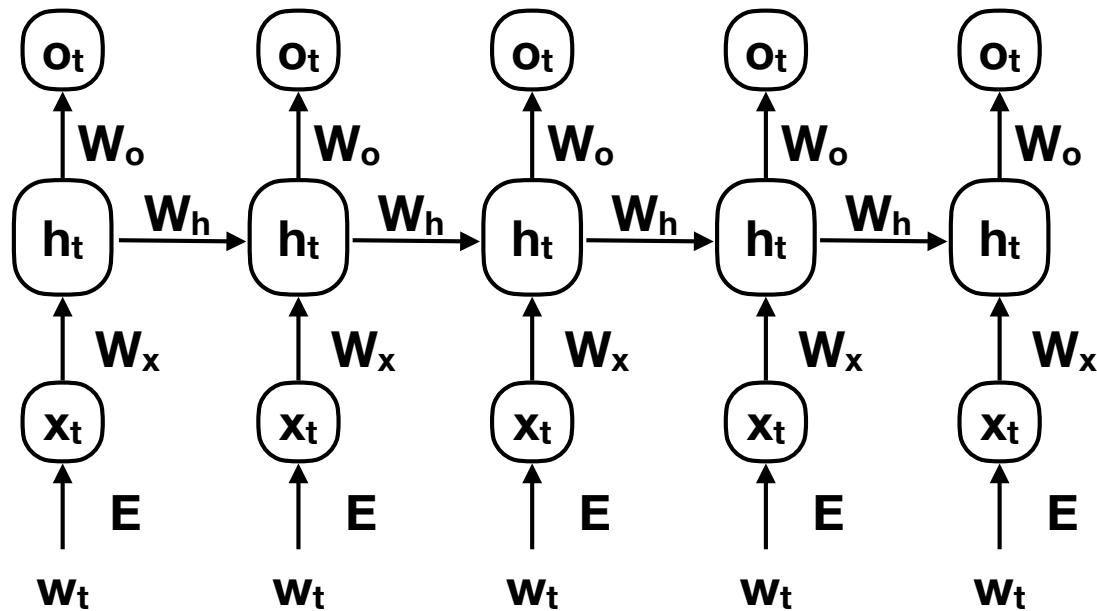 oₜ oₜ oₜ oₜ oₜ
Wₒ Wₒ Wₒ Wₒ Wₒ
Wₕ Wₕ Wₕ Wₕ
hₜ hₜ hₜ hₜ hₜ
Wₓ Wₓ Wₓ Wₓ Wₓ
xₜ xₜ xₜ xₜ xₜ
E E E E E
wₜ wₜ wₜ wₜ wₜ